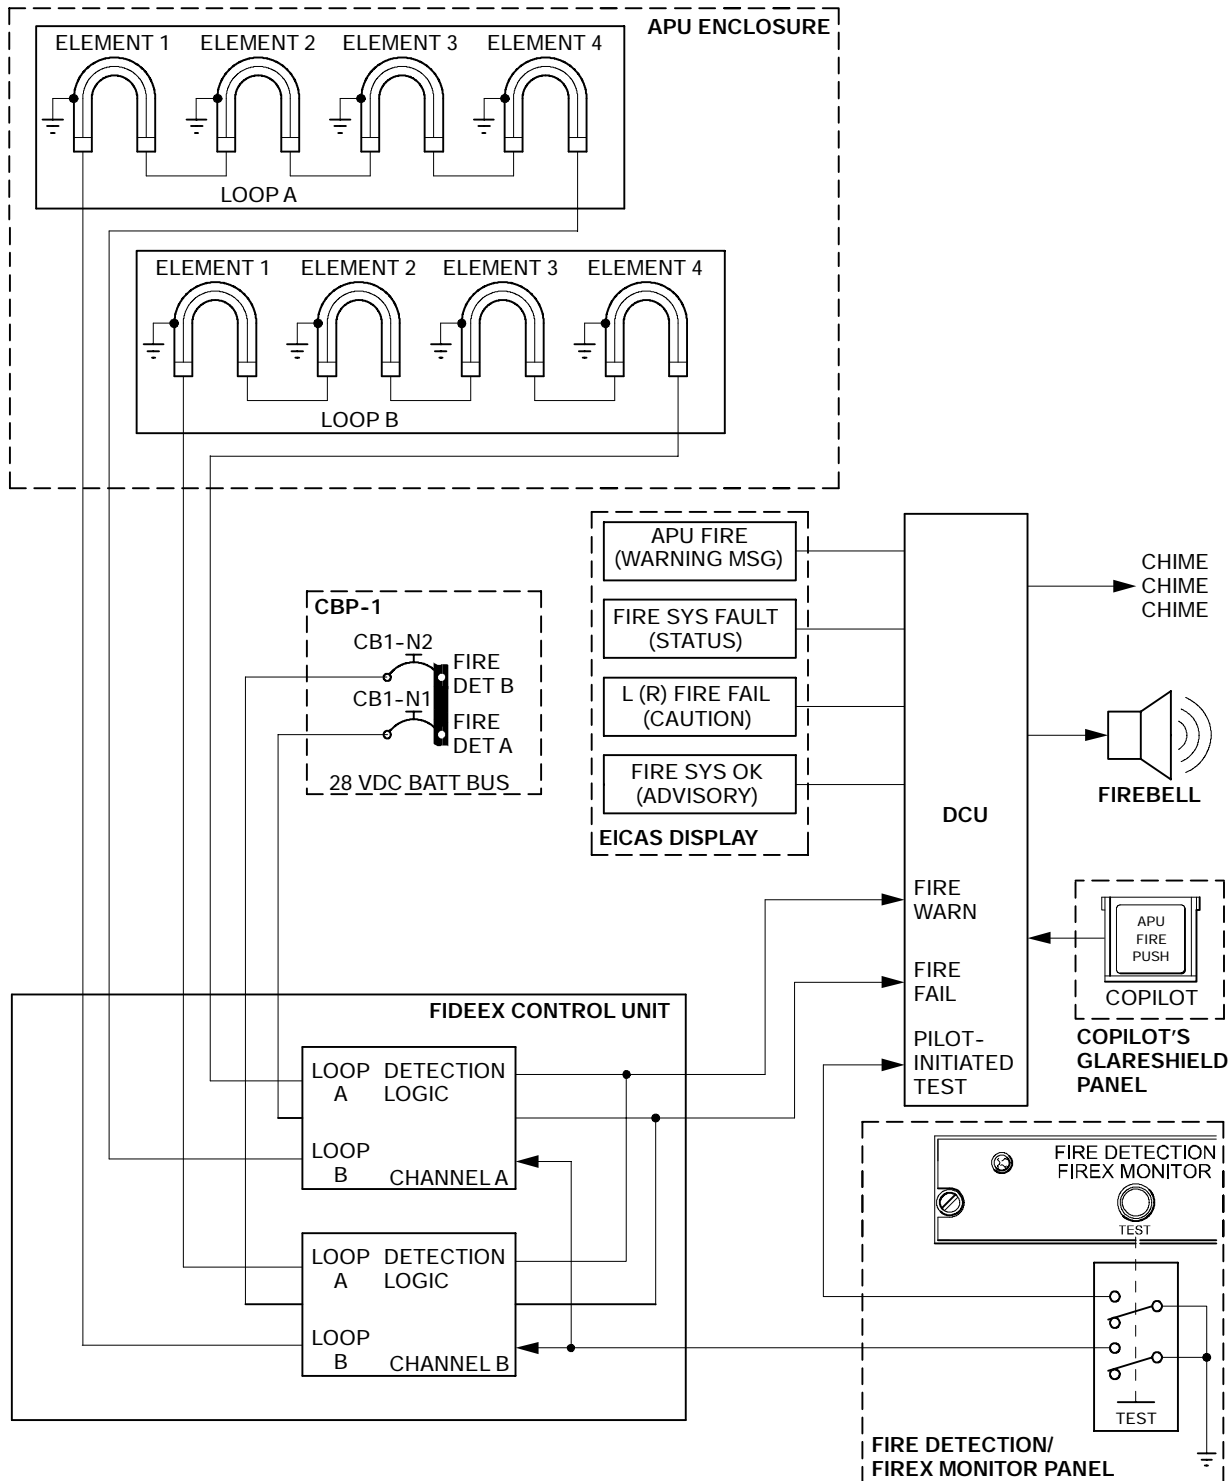 APU ENCLOSURE
ELEMENT 1
ELEMENT 2
ELEMENT 3
ELEMENT 4
LOOP A
ELEMENT 1
ELEMENT 2
ELEMENT 3
ELEMENT 4
LOOP B
APU FIRE
(WARNING MSG)
FIRE SYS FAULT
(STATUS)
L (R) FIRE FAIL
(CAUTION)
FIRE SYS OK
(ADVISORY)
EICAS DISPLAY
CBP-1
CB1-N2
FIRE
DET B
CB1-N1
FIRE
DET A
28 VDC BATT BUS
DCU
FIRE
WARN
FIRE
FAIL
PILOT-
INITIATED
TEST
CHIME
CHIME
CHIME
FIREBELL
APU
FIRE
PUSH
COPILOT
COPILOT'S
GLARESHIELD
PANEL
FIDEEX CONTROL UNIT
LOOP
A
DETECTION
LOGIC
LOOP
B
CHANNEL A
LOOP
A
DETECTION
LOGIC
LOOP
B
CHANNEL B
FIRE DETECTION
FIREX MONITOR
TEST
TEST
FIRE DETECTION/
FIREX MONITOR PANEL